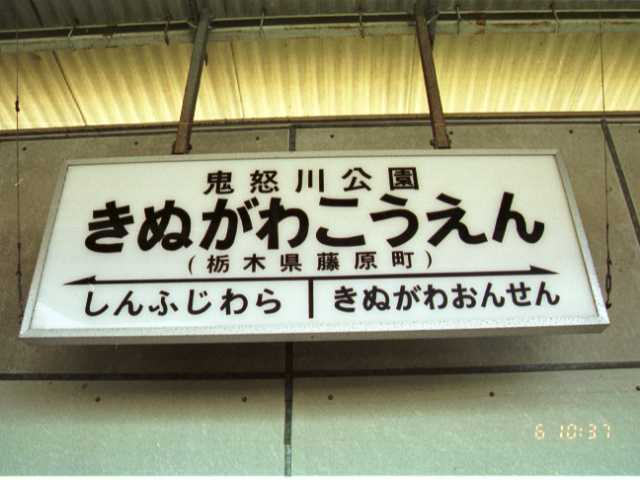 鬼怒川公園
きぬがわこうえん
(栃木県藤原町)
しんふじわら
きぬがわおんせん
6 10:37